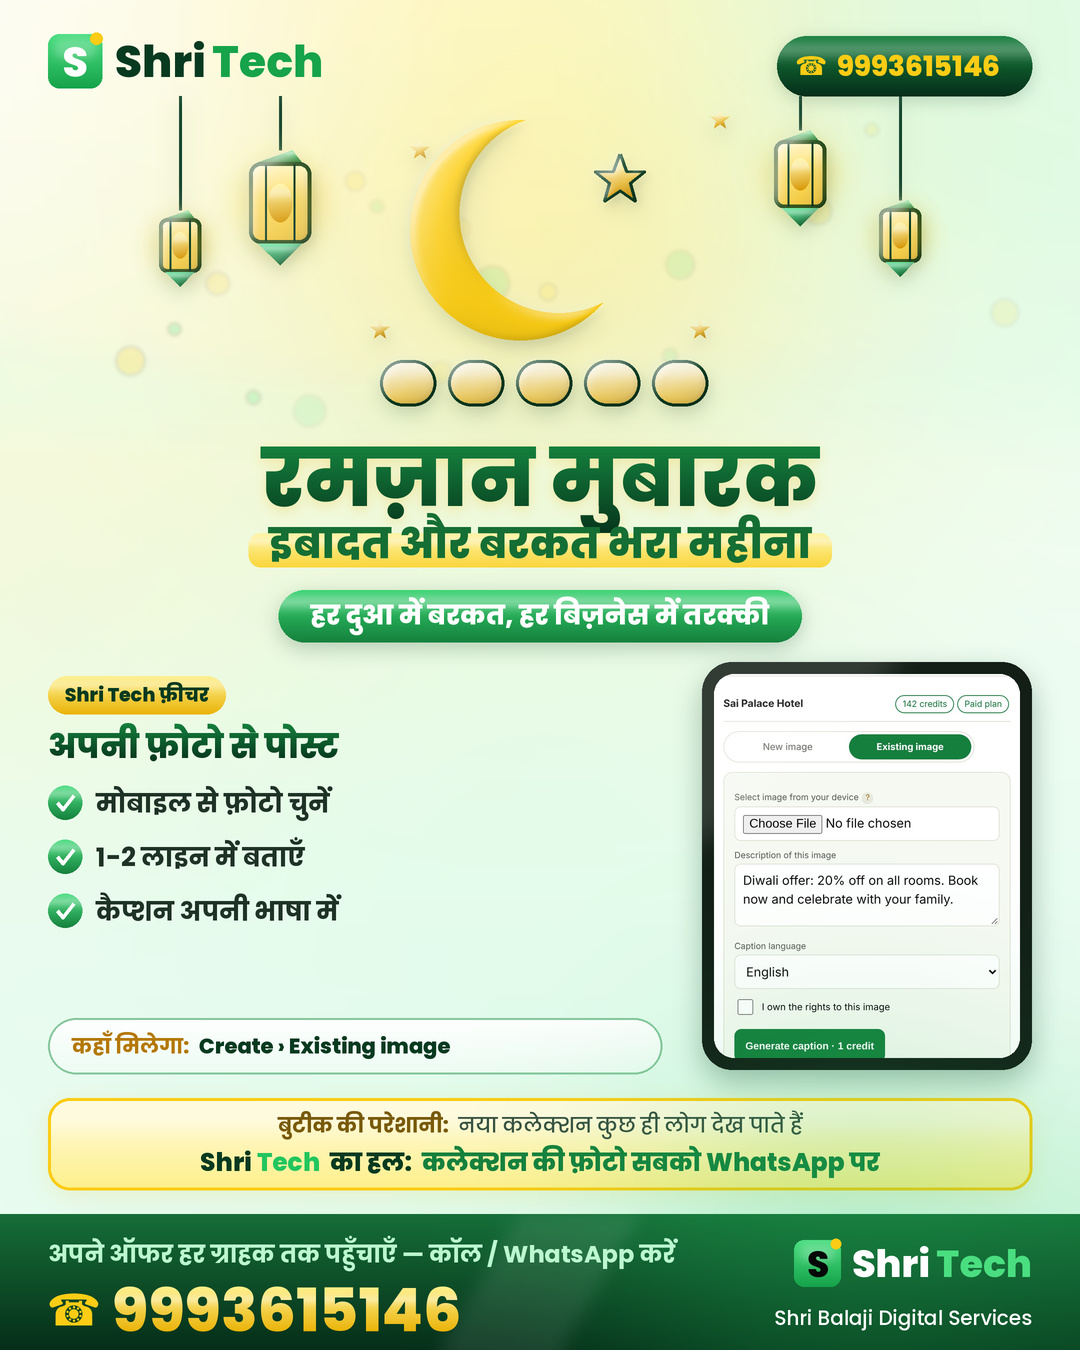 S Shri Tech
☎ 9993615146
रमज़ान मुबारक
इबादत और बरकत भरा महीना
हर दुआ में बरकत, हर बिज़नेस में तरक्की
Shri Tech फ़ीचर
अपनी फ़ोटो से पोस्ट
मोबाइल से फ़ोटो चुनें
1-2 लाइन में बताएँ
कैप्शन अपनी भाषा में
कहाँ मिलेगा: Create › Existing image
Sai Palace Hotel
142 credits
Paid plan
New image
Existing image
Select image from your device ?
Choose File No file chosen
Description of this image
Diwali offer: 20% off on all rooms. Book
now and celebrate with your family.
Caption language
English
I own the rights to this image
Generate caption · 1 credit
बुटीक की परेशानी: नया कलेक्शन कुछ ही लोग देख पाते हैं
Shri Tech का हल: कलेक्शन की फ़ोटो सबको WhatsApp पर
अपने ऑफर हर ग्राहक तक पहुँचाएँ — कॉल / WhatsApp करें
☎ 9993615146
S Shri Tech
Shri Balaji Digital Services